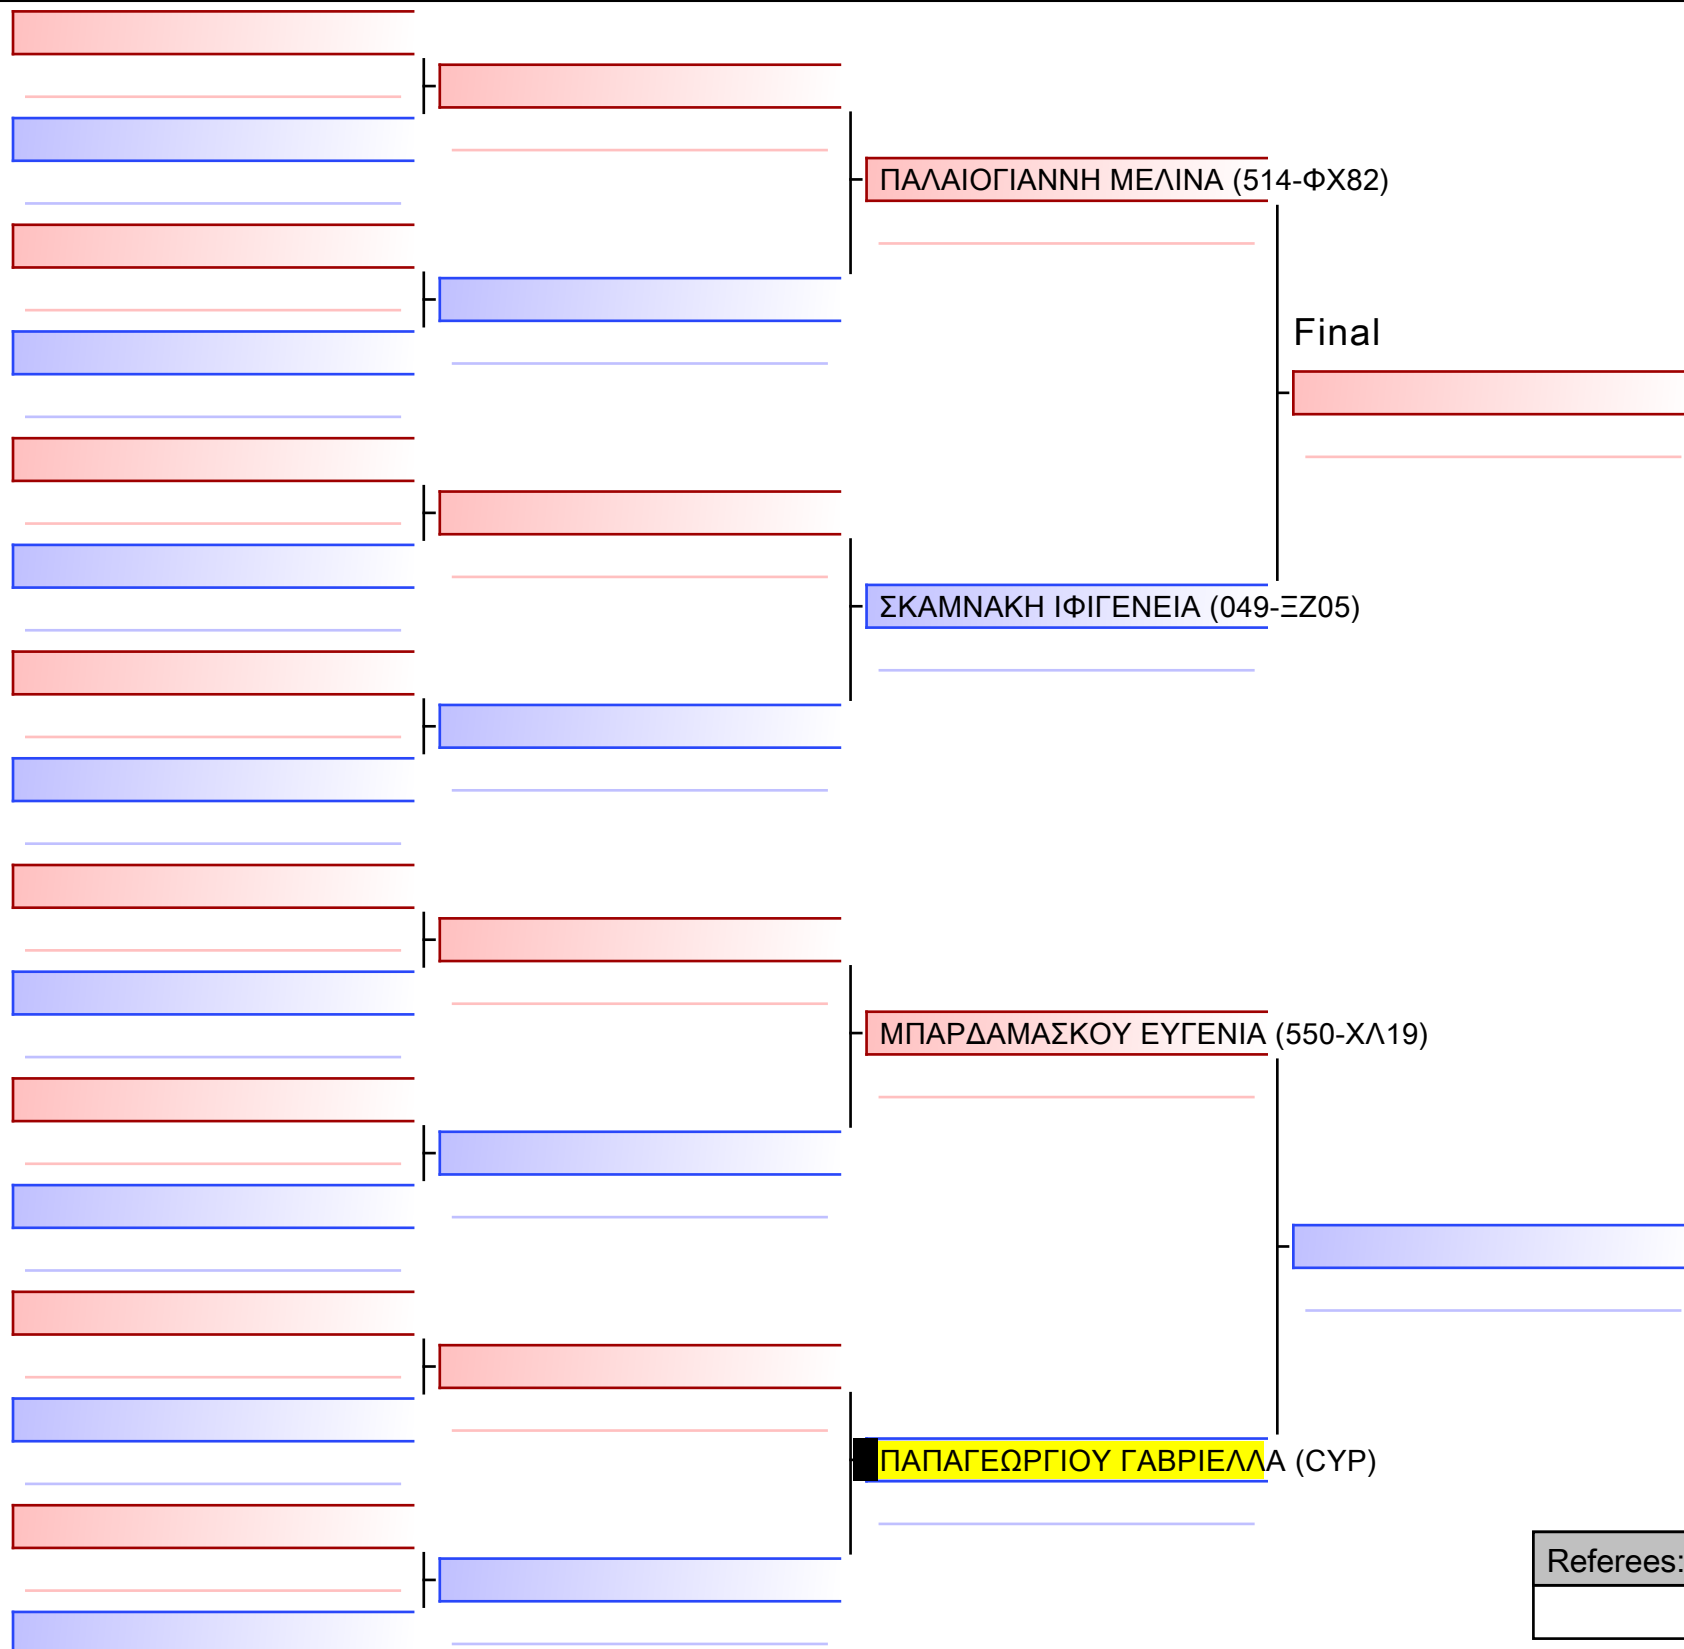 ΠΑΛΑΙΟΓΙΑΝΝΗ ΜΕΛΙΝΑ (514-ΦΧ82)
Final
ΣΚΑΜΝΑΚΗ ΙΦΙΓΕΝΕΙΑ (049-ΞΖ05)
ΜΠΑΡΔΑΜΑΣΚΟΥ ΕΥΓΕΝΙΑ (550-ΧΛ19)
ΠΑΠΑΓΕΩΡΓΙΟΥ ΓΑΒΡΙΕΛΛΑ (CYP)
Referees: